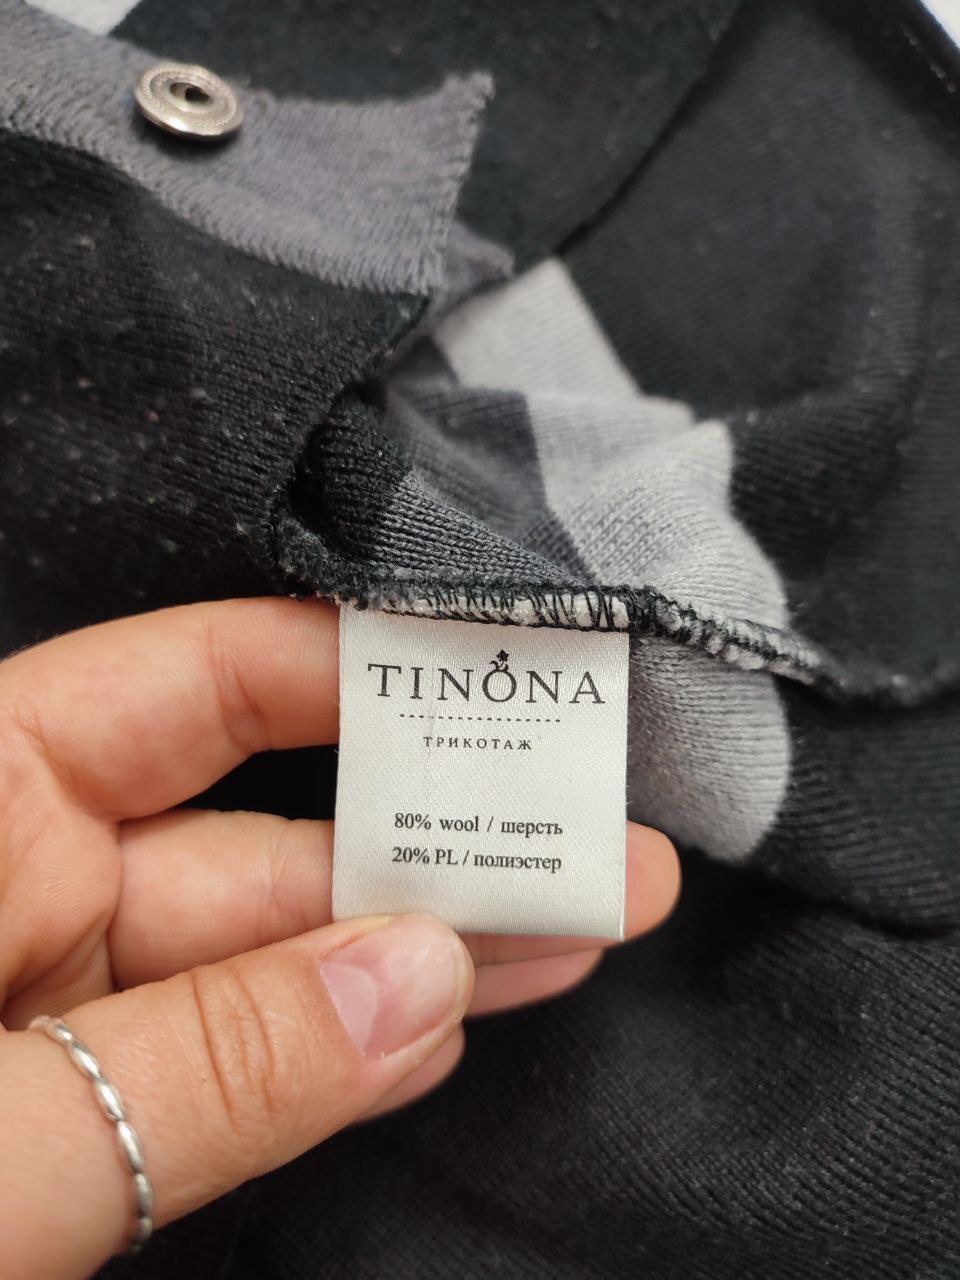 TINONA
ТРИКОТАЖ
80% wool / шерсть
20% PL / полиэстер